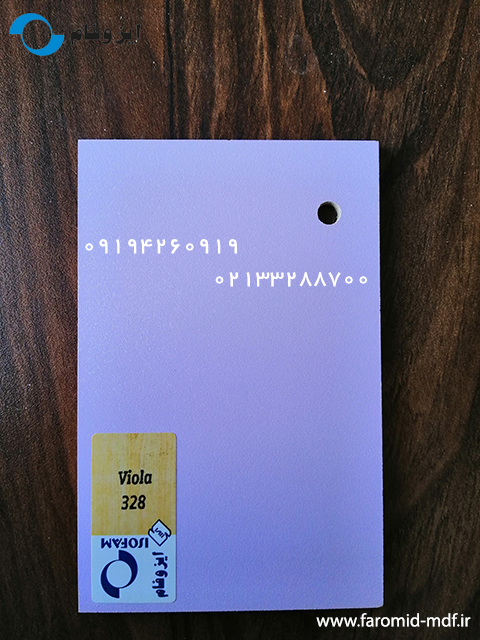 ایزوفام
۰۹۱۹۴۲۶۰۹۱۹
۰۲۱۳۳۲۸۸۷۰۰
Viola
328
ISOFAM
ایزوفام
www.faromid-mdf.ir